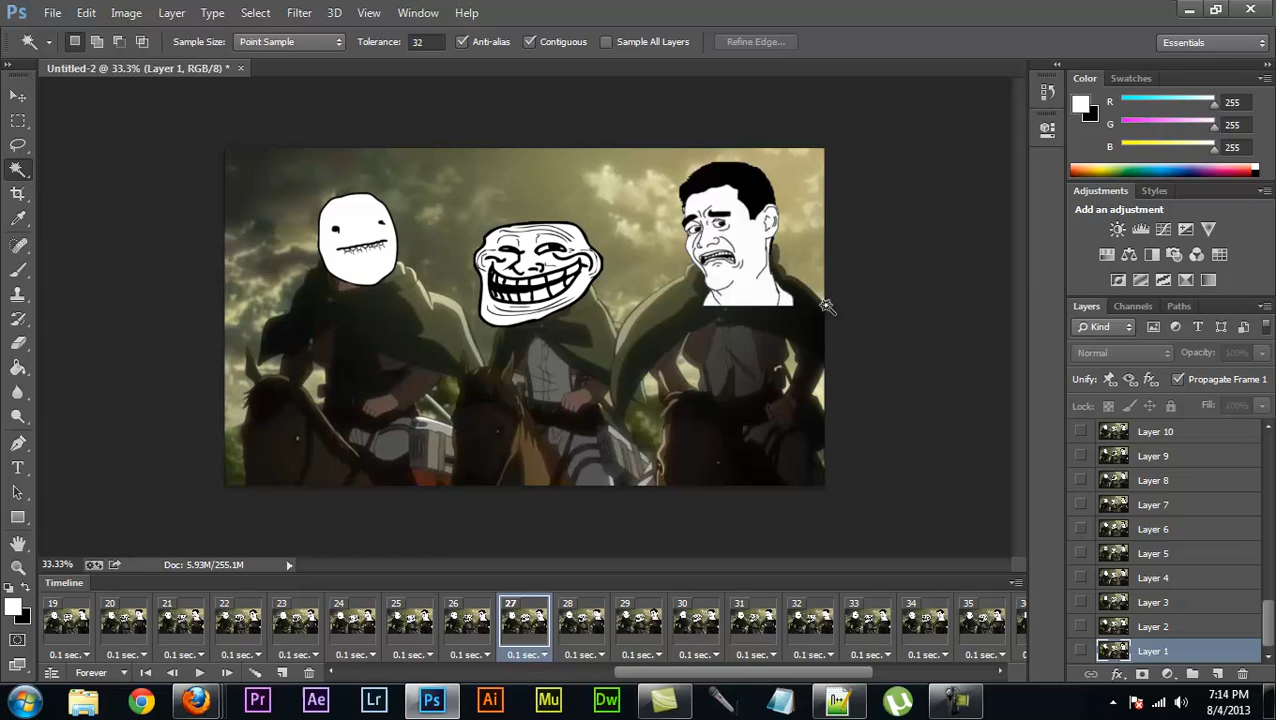 Ps File Edit Image Layer Type Select Filter 3D View Window Help
Sample Size: Point Sample Tolerance: 32 Anti-alias Contiguous Sample All Layers Refine Edge... Essentials
Untitled-2 @ 33.3% (Layer 1, RGB/8) *
Color Swatches
R 255
G 255
B 255
Adjustments Styles
Add an adjustment
Layers Channels Paths
Kind
Normal Opacity: 100%
Unify: Propagate Frame 1
Lock: Fill: 100%
Layer 10
Layer 9
Layer 8
Layer 7
Layer 6
Layer 5
Layer 4
Layer 3
Layer 2
Layer 1
33.33% Doc: 5.93M/255.1M
Timeline
19 20 21 22 23 24 25 26 27 28 29 30 31 32 33 34 35
0.1 sec. 0.1 sec. 0.1 sec. 0.1 sec. 0.1 sec. 0.1 sec. 0.1 sec. 0.1 sec. 0.1 sec. 0.1 sec. 0.1 sec. 0.1 sec. 0.1 sec. 0.1 sec. 0.1 sec. 0.1 sec. 0.1 sec.
Forever
Pr Ae Lr Ps Ai Mu Dw
7:14 PM
8/4/2013